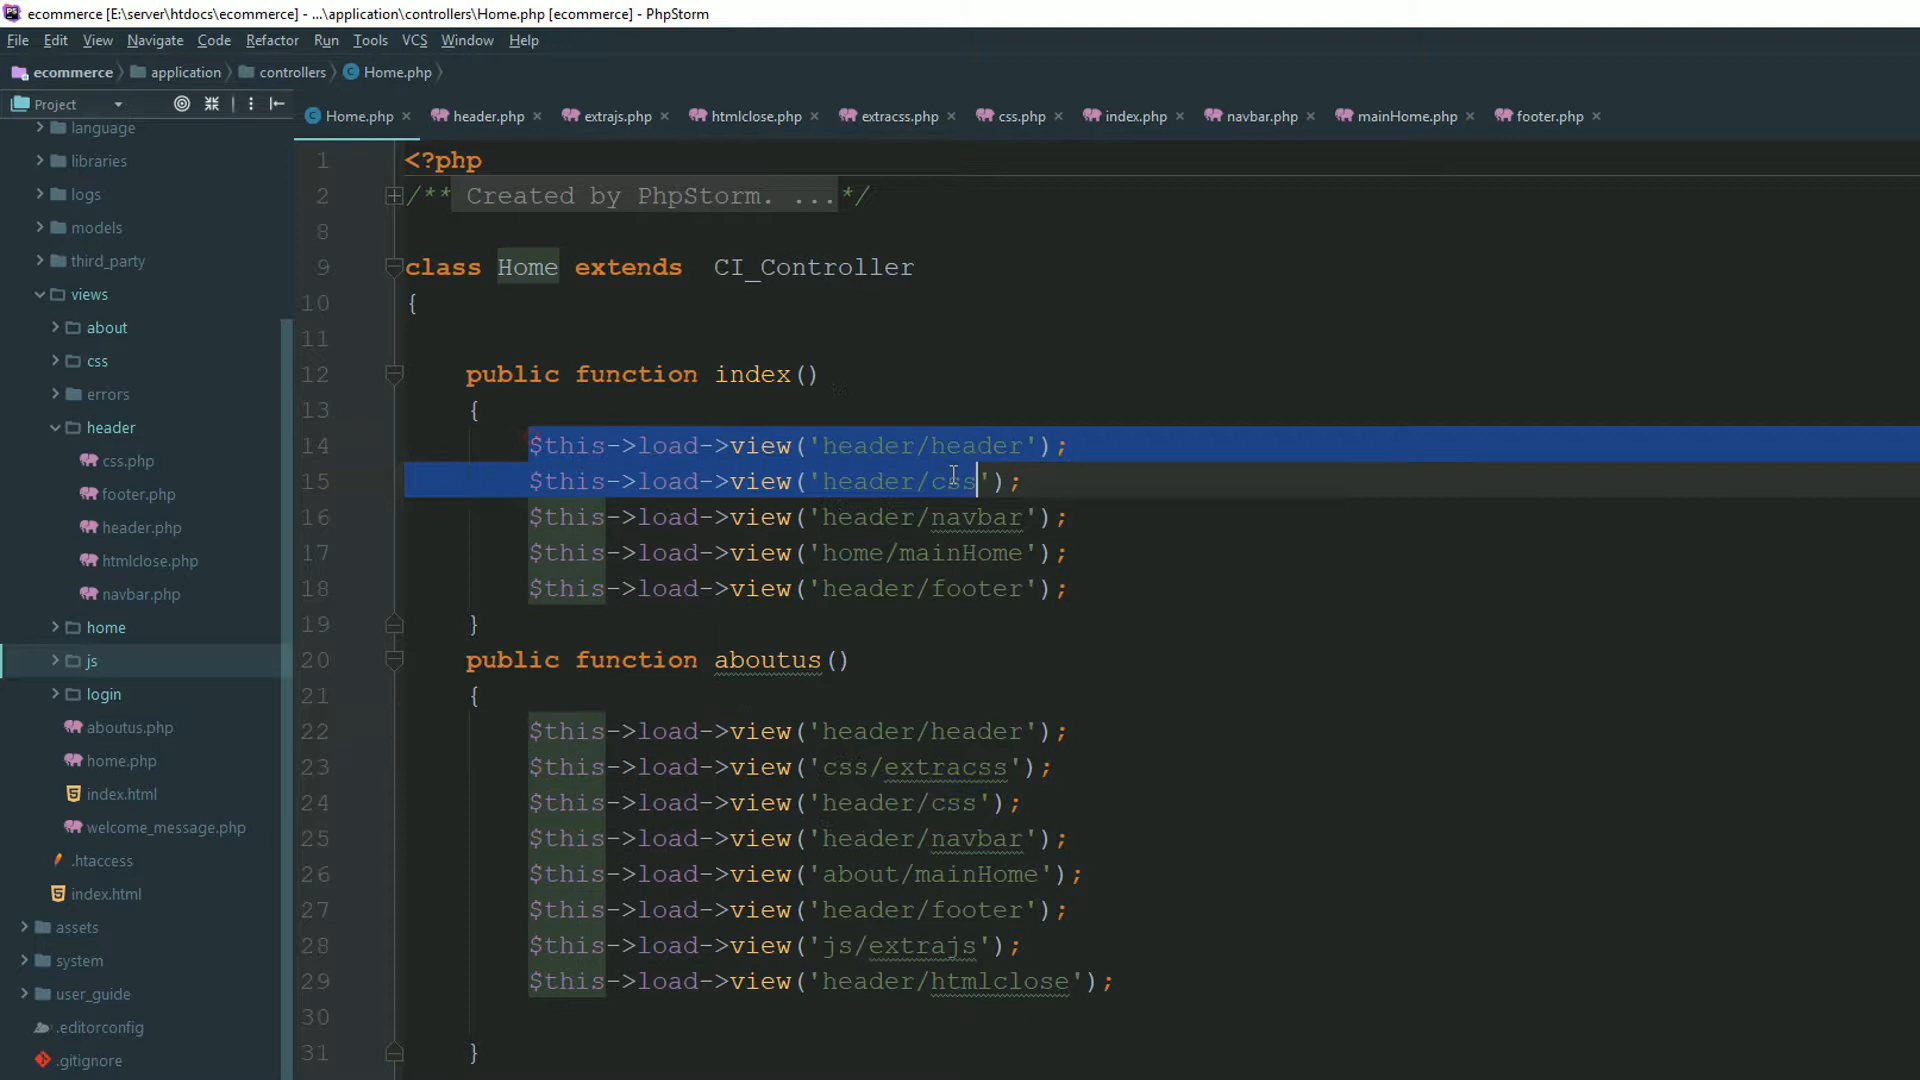 ecommerce [E:\server\htdocs\ecommerce] - ...\application\controllers\Home.php [ecommerce] - PhpStorm
File Edit View Navigate Code Refactor Run Tools VCS Window Help
ecommerce application controllers Home.php
Project
Home.php header.php extrajs.php htmlclose.php extracss.php css.php index.php navbar.php mainHome.php footer.php
language
libraries
logs
models
third_party
views
about
css
errors
header
css.php
footer.php
header.php
htmlclose.php
navbar.php
home
js
login
aboutus.php
home.php
index.html
welcome_message.php
.htaccess
index.html
assets
system
user_guide
.editorconfig
.gitignore
1 <?php
2 /** Created by PhpStorm. ... */
8
9 class Home extends  CI_Controller
10 {
11
12 public function index()
13 {
14 $this->load->view('header/header');
15 $this->load->view('header/css');
16 $this->load->view('header/navbar');
17 $this->load->view('home/mainHome');
18 $this->load->view('header/footer');
19 }
20 public function aboutus()
21 {
22 $this->load->view('header/header');
23 $this->load->view('css/extracss');
24 $this->load->view('header/css');
25 $this->load->view('header/navbar');
26 $this->load->view('about/mainHome');
27 $this->load->view('header/footer');
28 $this->load->view('js/extrajs');
29 $this->load->view('header/htmlclose');
30
31 }